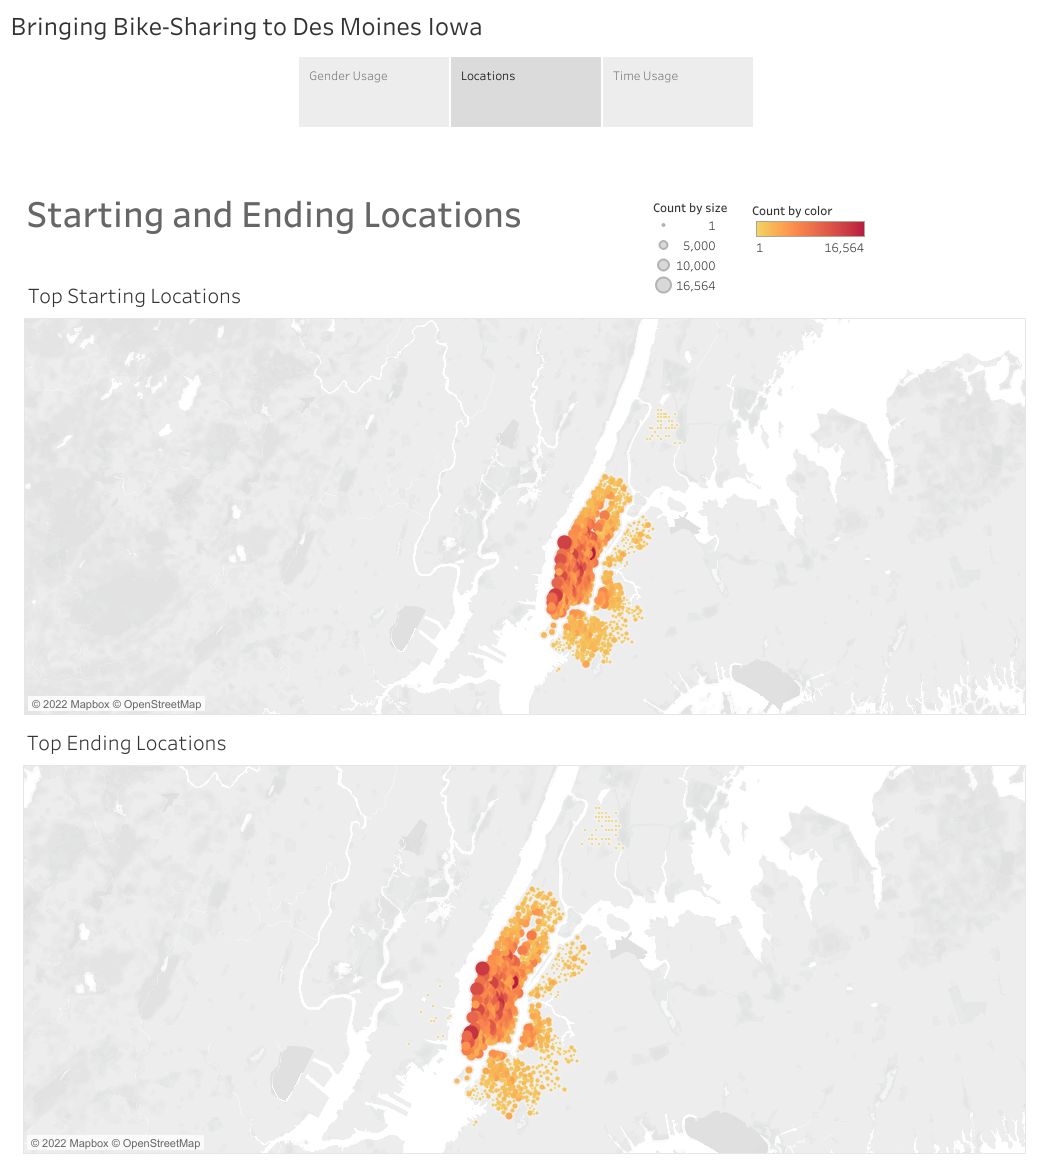 Bringing Bike-Sharing to Des Moines Iowa
Gender Usage
Locations
Time Usage
Starting and Ending Locations
Count by size
1
5,000
10,000
16,564
Count by color
1 16,564
Top Starting Locations
© 2022 Mapbox © OpenStreetMap
Top Ending Locations
© 2022 Mapbox © OpenStreetMap